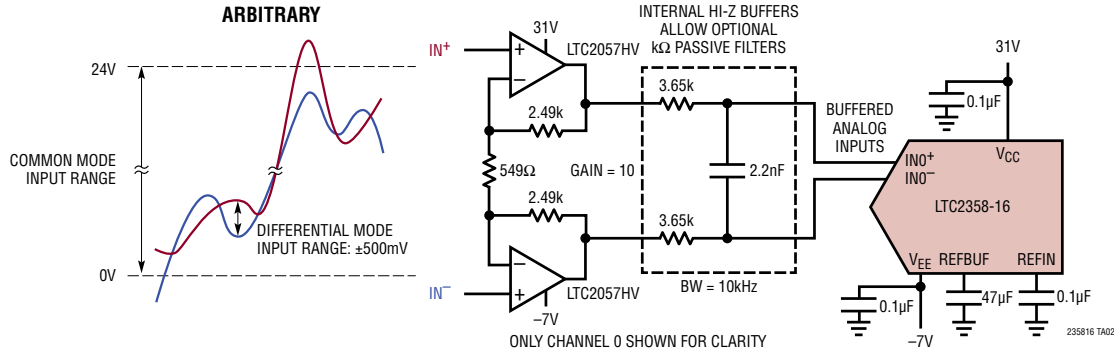 ARBITRARY
24V
COMMON MODE
INPUT RANGE
0V
DIFFERENTIAL MODE
INPUT RANGE: ±500mV
IN+
IN–
31V
LTC2057HV
2.49k
549Ω
GAIN = 10
2.49k
LTC2057HV
–7V
ONLY CHANNEL 0 SHOWN FOR CLARITY
INTERNAL HI-Z BUFFERS
ALLOW OPTIONAL
kΩ PASSIVE FILTERS
3.65k
2.2nF
3.65k
BW = 10kHz
BUFFERED
ANALOG
INPUTS
31V
0.1µF
VCC
IN0+
IN0–
LTC2358-16
VEE
REFBUF
REFIN
0.1µF
47µF
0.1µF
–7V
235816 TA02